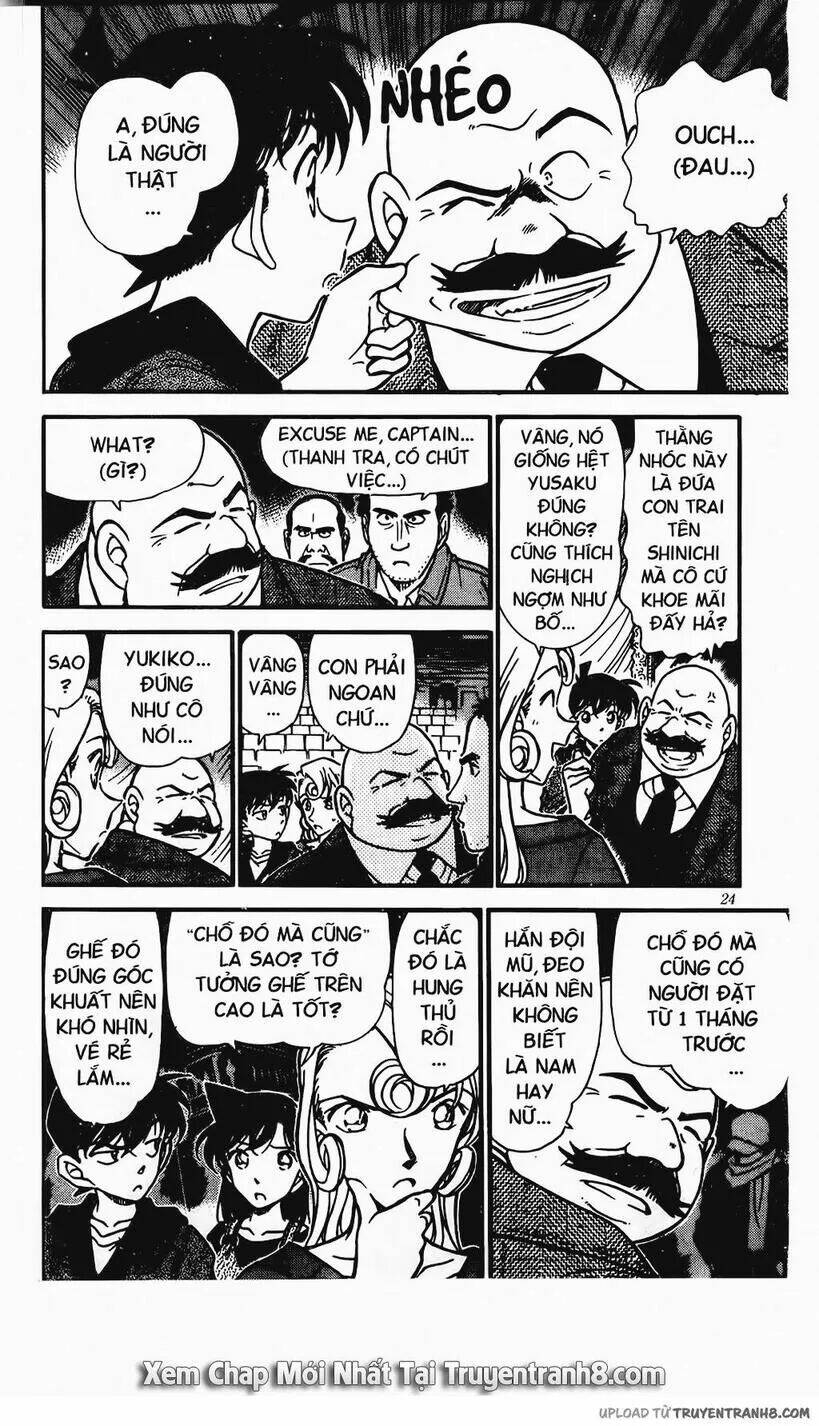 A, ĐÚNG
LÀ NGƯỜI
THẬT
...
NHÉO
OUCH...
(ĐAU...)
THẰNG
NHÓC NÀY
LÀ ĐỨA
CON TRAI
TÊN
SHINICHI
MÀ CÔ CỨ
KHOE MÃI
ĐẤY HẢ?
VÂNG, NÓ
GIỐNG HỆT
YUSAKU
ĐÚNG
KHÔNG?
CŨNG THÍCH
NGHỊCH
NGỢM NHƯ
BỐ...
EXCUSE ME, CAPTAIN...
(THANH TRA, CÓ CHÚT
VIỆC...)
WHAT?
(GÌ?)
CON PHẢI
NGOAN
CHỨ...
VÂNG
VÂNG
...
YUKIKO...
ĐÚNG
NHƯ CÔ
NÓI...
SAO
?
24
CHỖ ĐÓ MÀ
CŨNG CÓ
NGƯỜI ĐẶT
TỪ 1 THÁNG
TRƯỚC
...
HẮN ĐỘI
MŨ, ĐEO
KHĂN NÊN
KHÔNG
BIẾT
LÀ NAM
HAY
NỮ...
CHẮC
ĐÓ LÀ
HUNG
THỦ
RỒI
...
"CHỖ ĐÓ MÀ CŨNG"
LÀ SAO? TỚ
TƯỞNG GHẾ TRÊN
CAO LÀ TỐT?
GHẾ ĐÓ
ĐÚNG GÓC
KHUẤT NÊN
KHÓ NHÌN,
VÉ RẺ
LẮM...
Xem Chap Mới Nhất Tại Truyentranh8.com
UPLOAD TỪ TRUYENTRANH8.COM